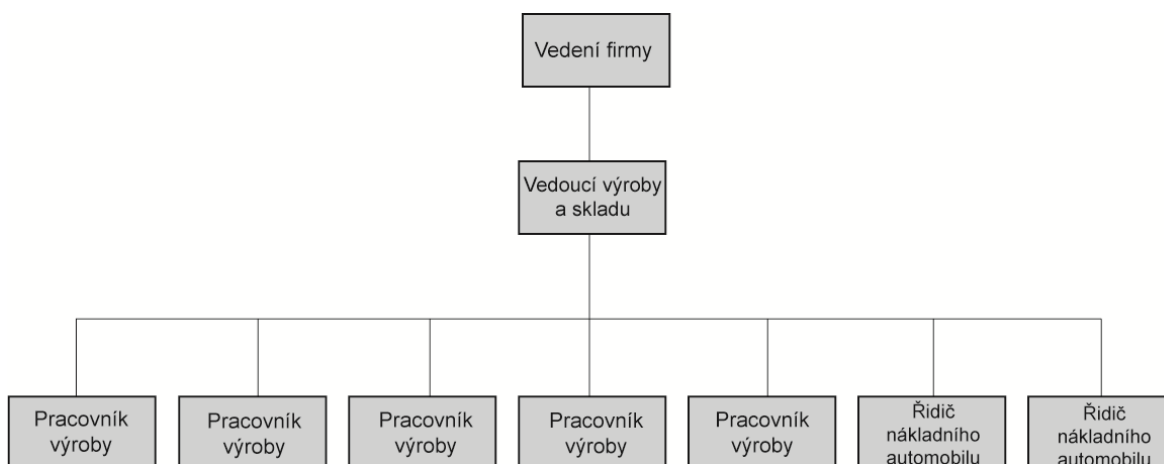 Vedení firmy
Vedoucí výroby
a skladu
Pracovník
výroby
Pracovník
výroby
Pracovník
výroby
Pracovník
výroby
Pracovník
výroby
Řidič
nákladního
automobilu
Řidič
nákladního
automobilu